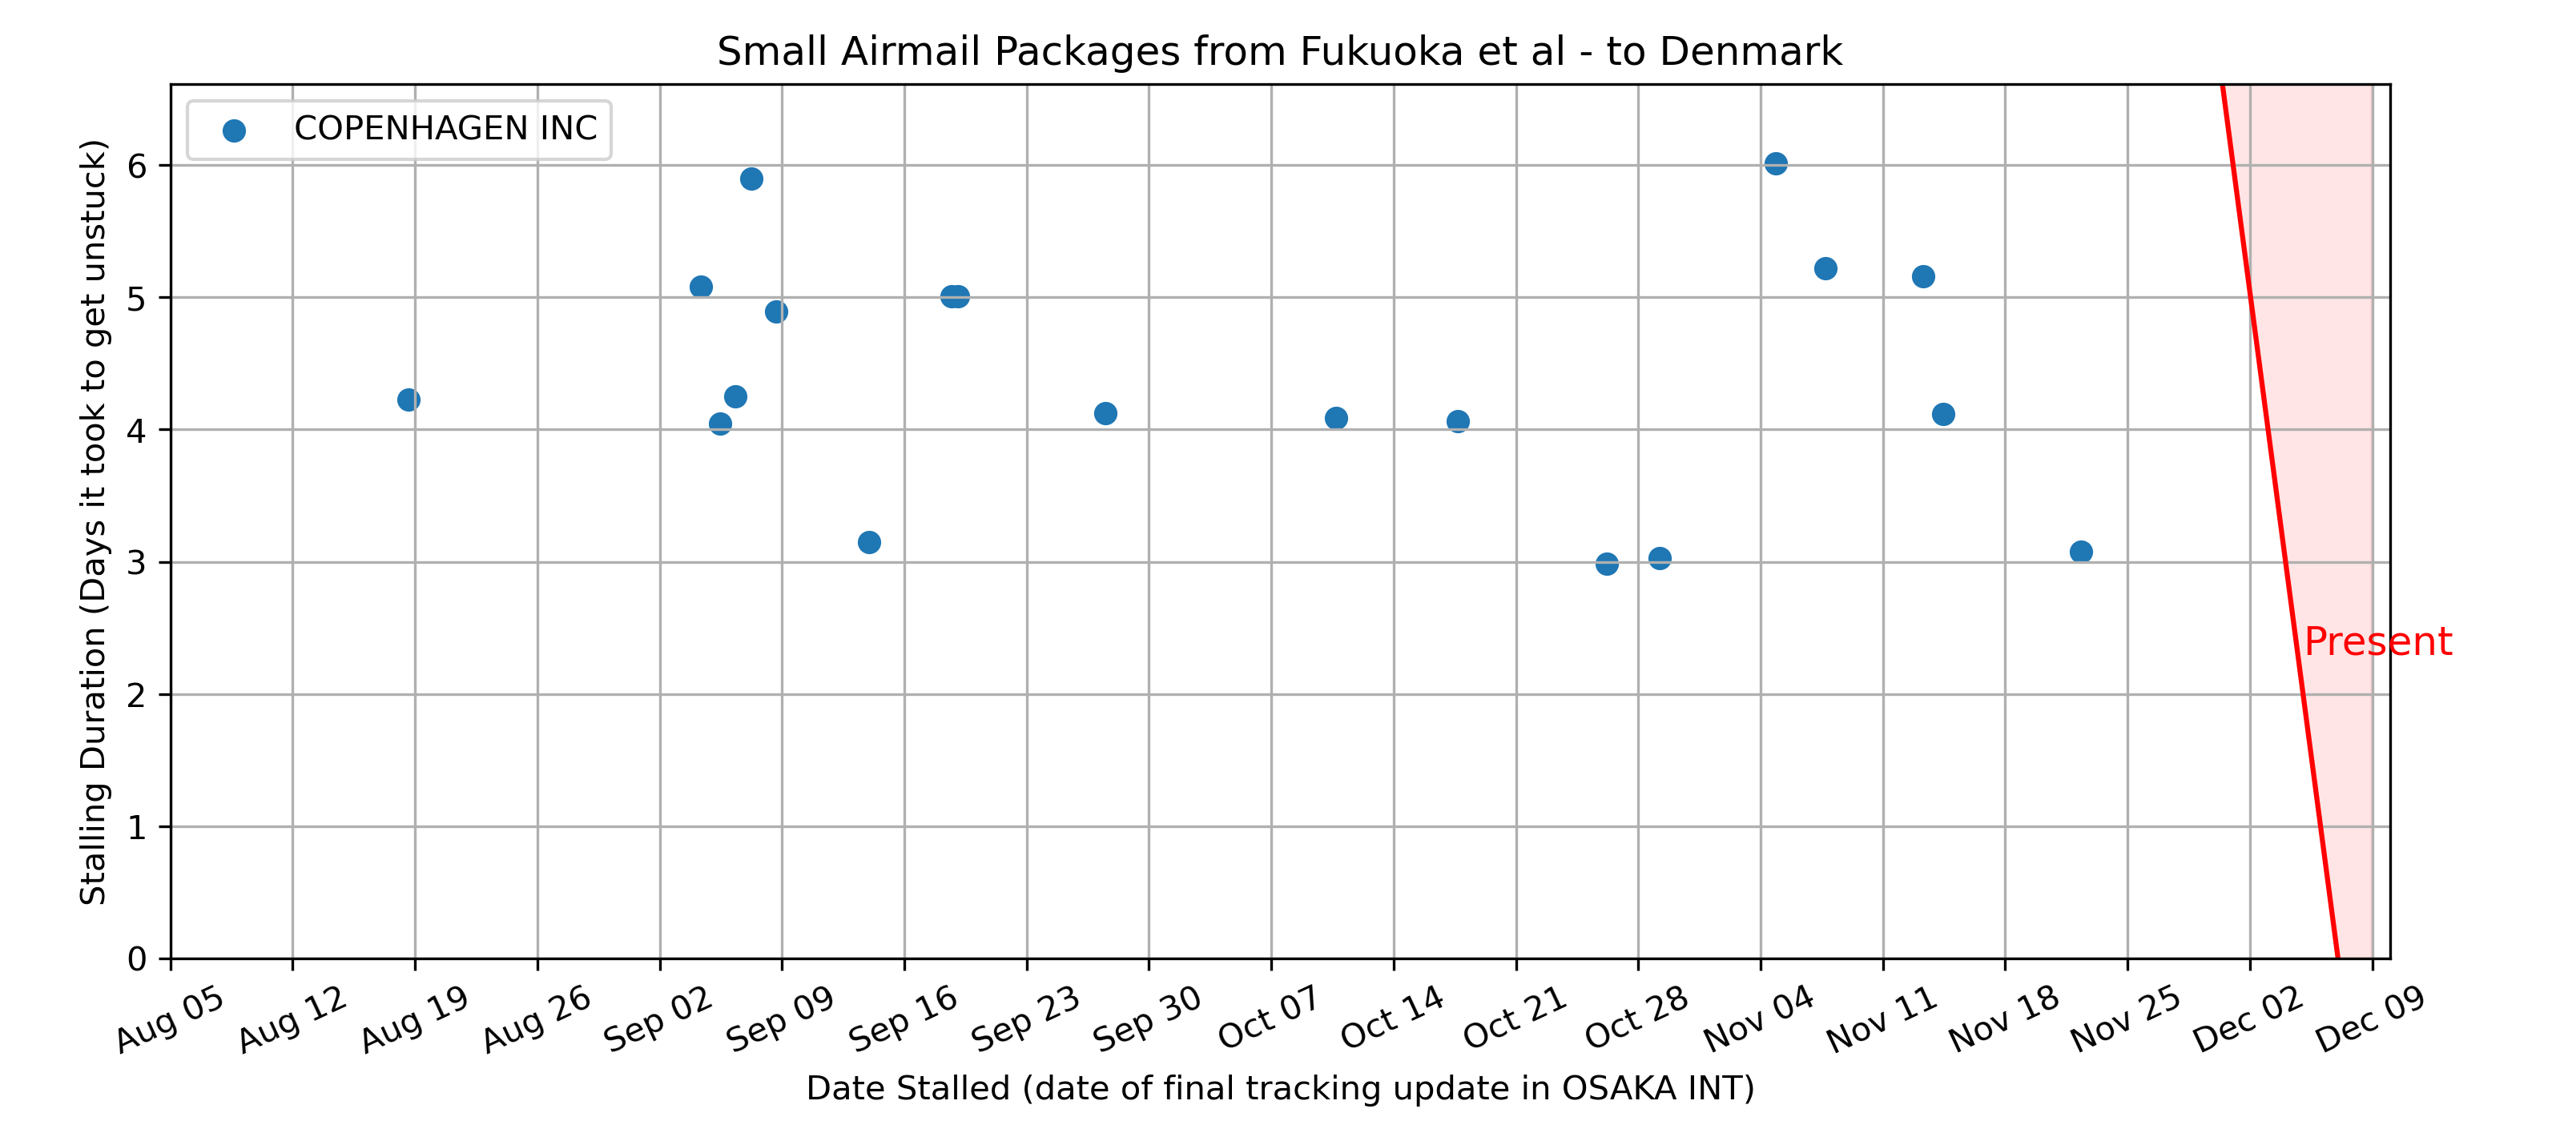 Small Airmail Packages from Fukuoka et al - to Denmark
COPENHAGEN INC
Stalling Duration (Days it took to get unstuck)
6
5
4
3
2
1
0
Present
Aug 05
Aug 12
Aug 19
Aug 26
Sep 02
Sep 09
Sep 16
Sep 23
Sep 30
Oct 07
Oct 14
Oct 21
Oct 28
Nov 04
Nov 11
Nov 18
Nov 25
Dec 02
Dec 09
Date Stalled (date of final tracking update in OSAKA INT)